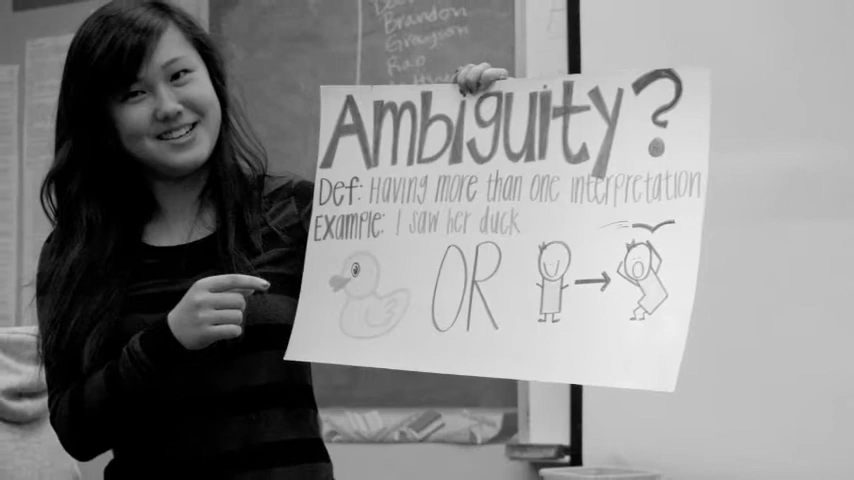 Brandon
Grayson
Rao
Ambiguity?
Def: Having more than one interpretation
Example: I saw her duck
OR